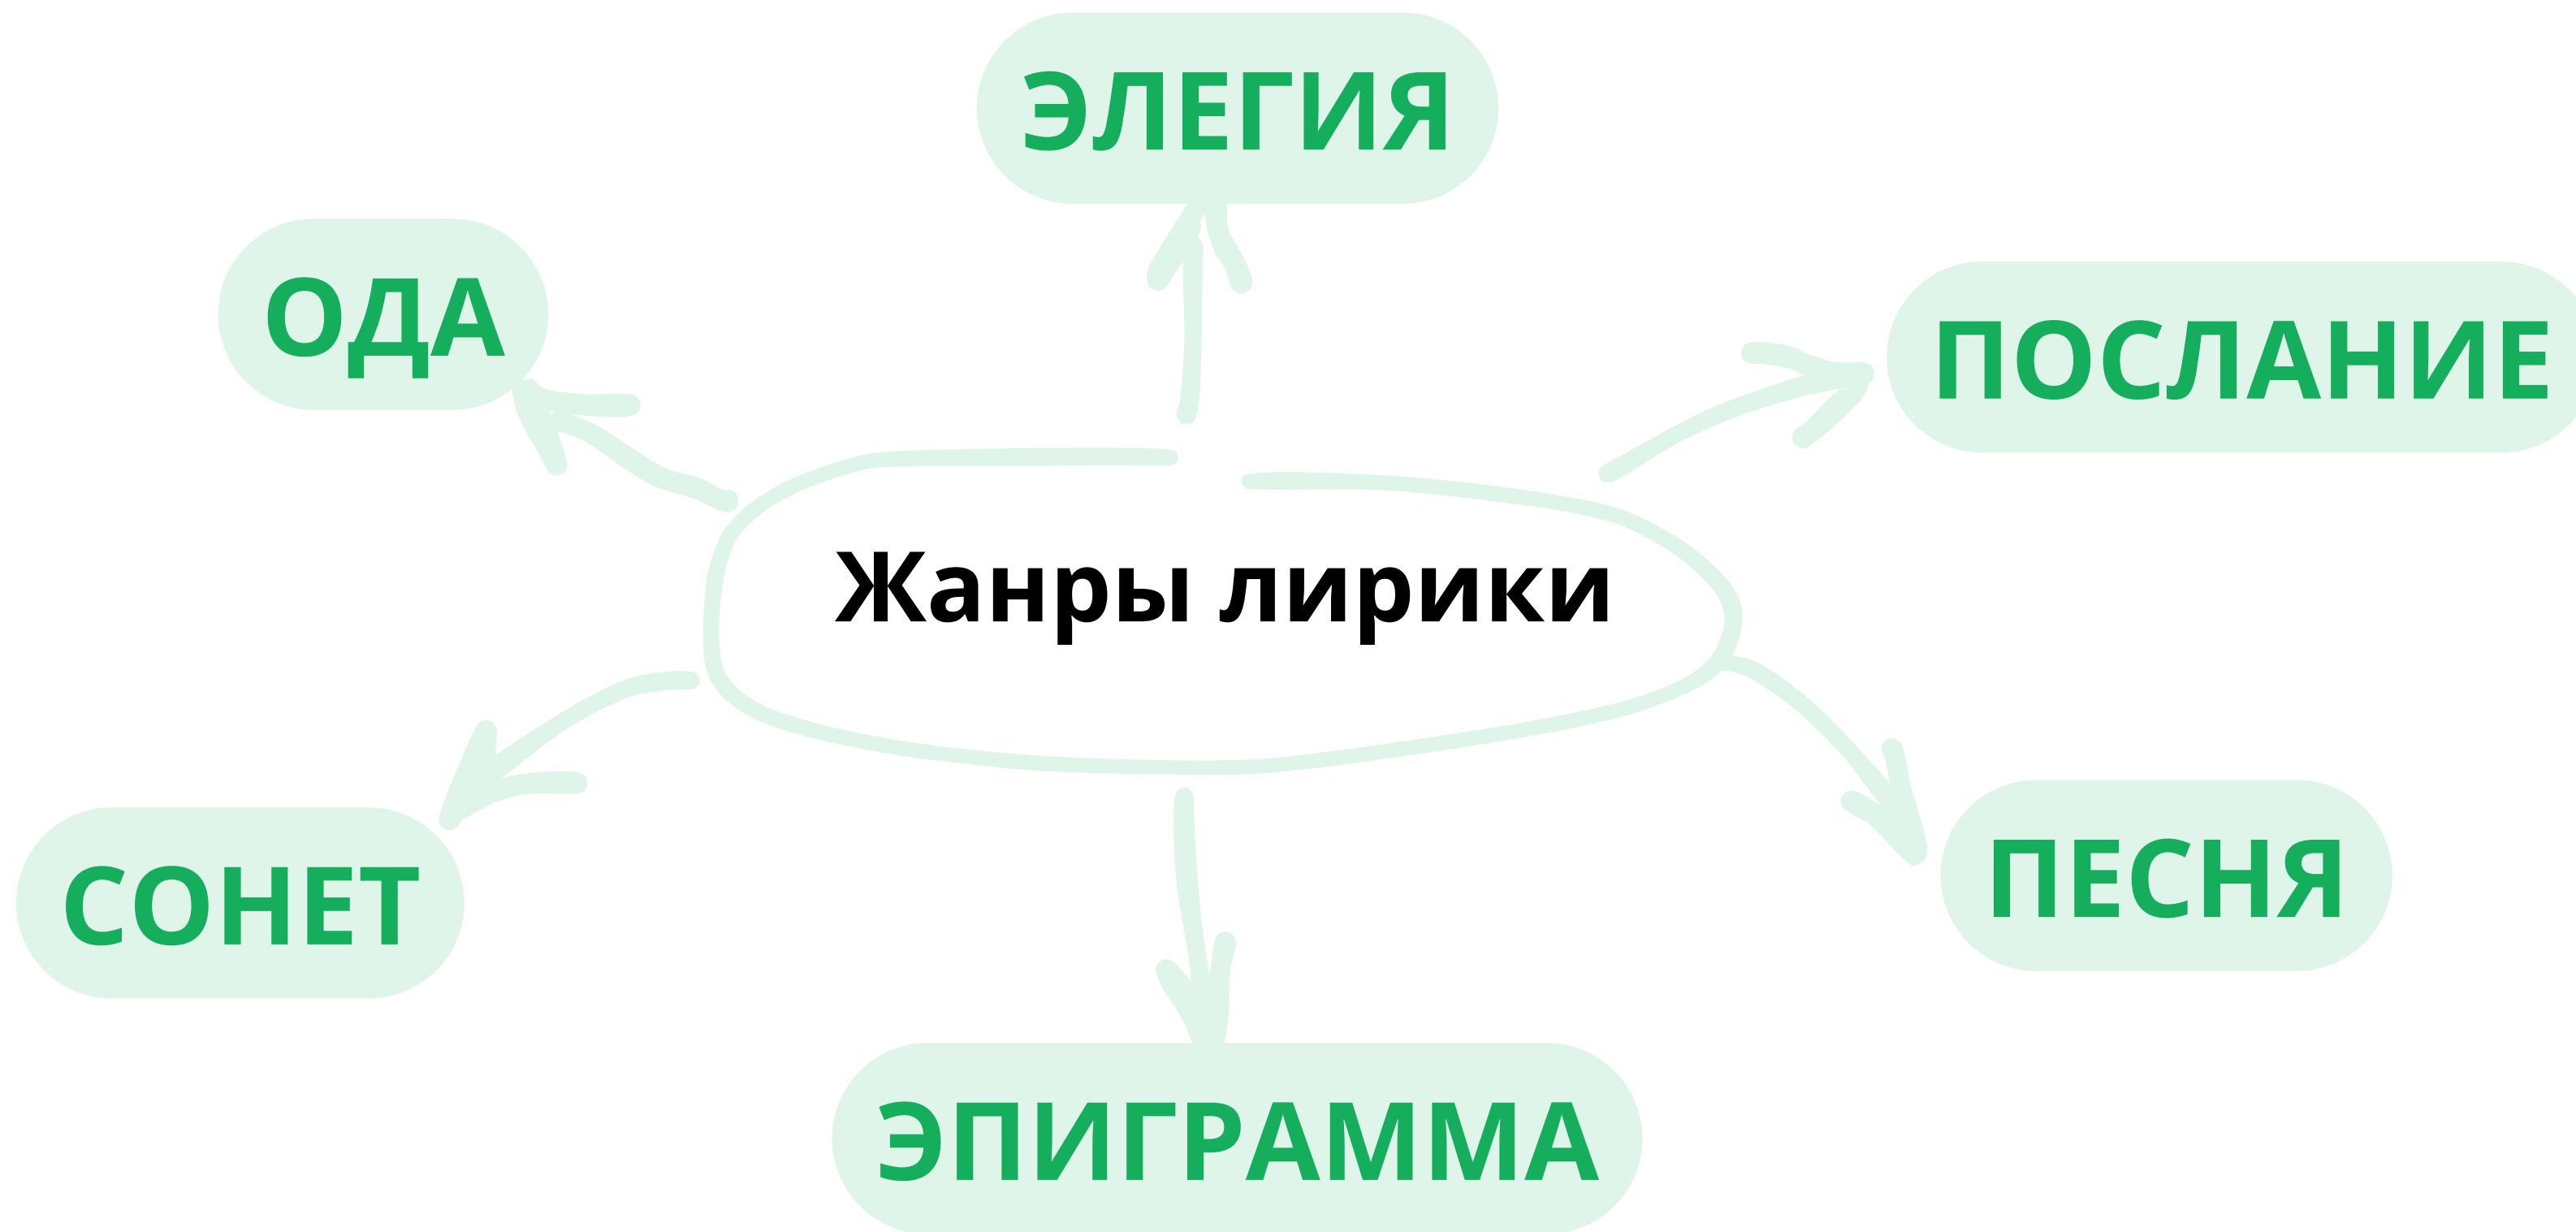 ЭЛЕГИЯ
ОДА
ПОСЛАНИЕ
Жанры лирики
СОНЕТ
ПЕСНЯ
ЭПИГРАММА